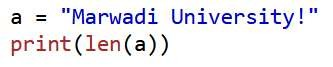 a = "Marwadi University!"
print(len(a))